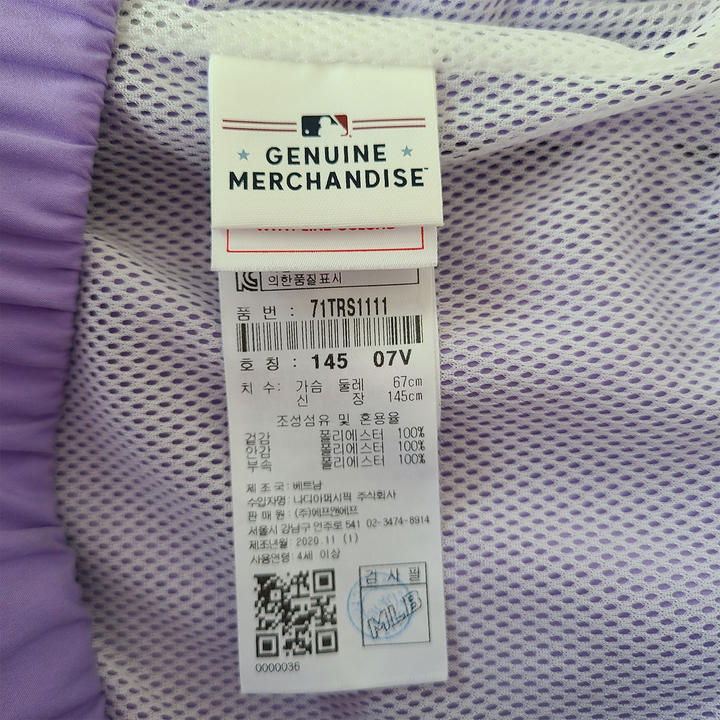 GENUINE
MERCHANDISE™
의한품질표시
품 번 : 71TRS1111
호 칭 : 145 07V
치 수 : 가슴 둘레 67cm
신 장 145cm
조성섬유 및 혼용율
겉감 폴리에스터 100%
안감 폴리에스터 100%
부속 폴리에스터 100%
제 조 국 : 베트남
수입자명 : 나디아퍼시픽 주식회사
판 매 원 : (주)에프앤에프
서울시 강남구 언주로 541 02-3474-8914
제조년월 : 2020.11 (1)
사용연령 : 4세 이상
검 사 필
MLB
0000036